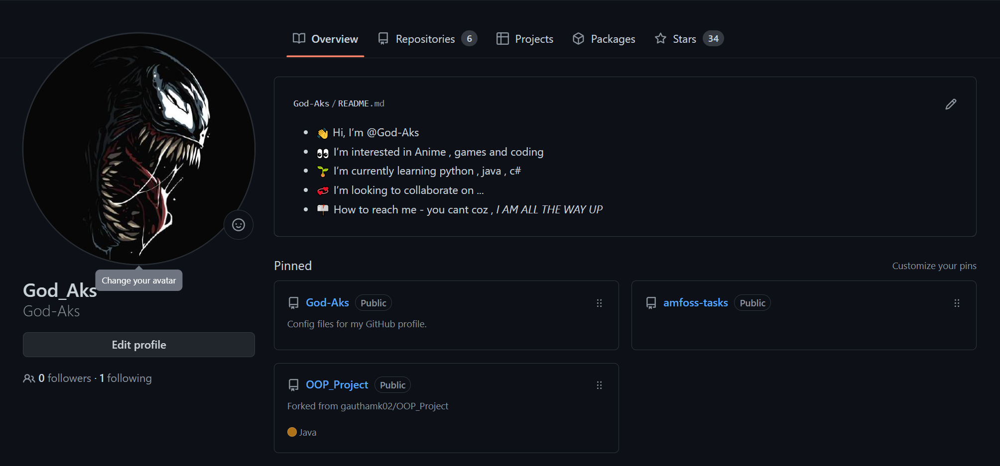 Overview Repositories 6 Projects Packages Stars 34
God-Aks / README.md
👋 Hi, I’m @God-Aks
👀 I’m interested in Anime , games and coding
🌱 I’m currently learning python , java , c#
💞️ I’m looking to collaborate on ...
📫 How to reach me - you cant coz , I AM ALL THE WAY UP
Change your avatar
God_Aks
God-Aks
Edit profile
0 followers · 1 following
Pinned
Customize your pins
God-Aks Public
Config files for my GitHub profile.
amfoss-tasks Public
OOP_Project Public
Forked from gauthamk02/OOP_Project
Java